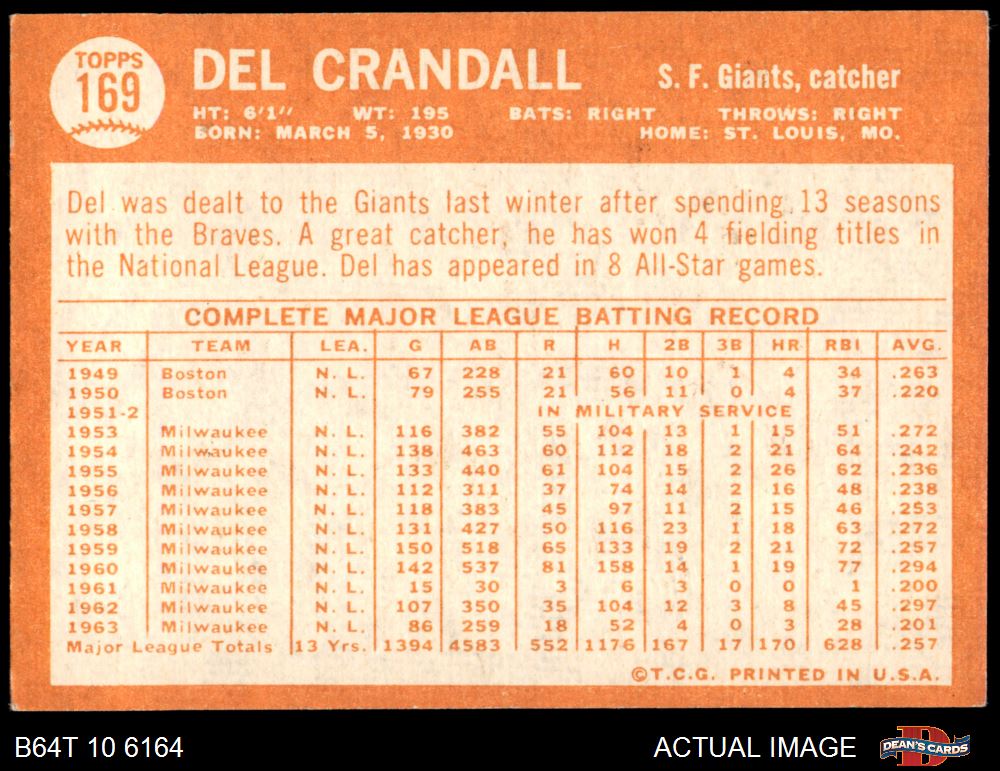 TOPPS
169
DEL CRANDALL
S. F. Giants, catcher
HT: 6'1" WT: 195 BATS: RIGHT THROWS: RIGHT
BORN: MARCH 5, 1930 HOME: ST. LOUIS, MO.
Del was dealt to the Giants last winter after spending 13 seasons
with the Braves. A great catcher, he has won 4 fielding titles in
the National League. Del has appeared in 8 All-Star games.
COMPLETE MAJOR LEAGUE BATTING RECORD
YEAR TEAM LEA. G AB R H 2B 3B HR RBI AVG.
1949 Boston N. L. 67 228 21 60 10 1 4 34 .263
1950 Boston N. L. 79 255 21 56 11 0 4 37 .220
1951-2 IN MILITARY SERVICE
1953 Milwaukee N. L. 116 382 55 104 13 1 15 51 .272
1954 Milwaukee N. L. 138 463 60 112 18 2 21 64 .242
1955 Milwaukee N. L. 133 440 61 104 15 2 26 62 .236
1956 Milwaukee N. L. 112 311 37 74 14 2 16 48 .238
1957 Milwaukee N. L. 118 383 45 97 11 2 15 46 .253
1958 Milwaukee N. L. 131 427 50 116 23 1 18 63 .272
1959 Milwaukee N. L. 150 518 65 133 19 2 21 72 .257
1960 Milwaukee N. L. 142 537 81 158 14 1 19 77 .294
1961 Milwaukee N. L. 15 30 3 6 3 0 0 1 .200
1962 Milwaukee N. L. 107 350 35 104 12 3 8 45 .297
1963 Milwaukee N. L. 86 259 18 52 4 0 3 28 .201
Major League Totals 13 Yrs. 1394 4583 552 1176 167 17 170 628 .257
©T.C.G. PRINTED IN U.S.A.
B64T 10 6164
ACTUAL IMAGE
DEAN'S CARDS